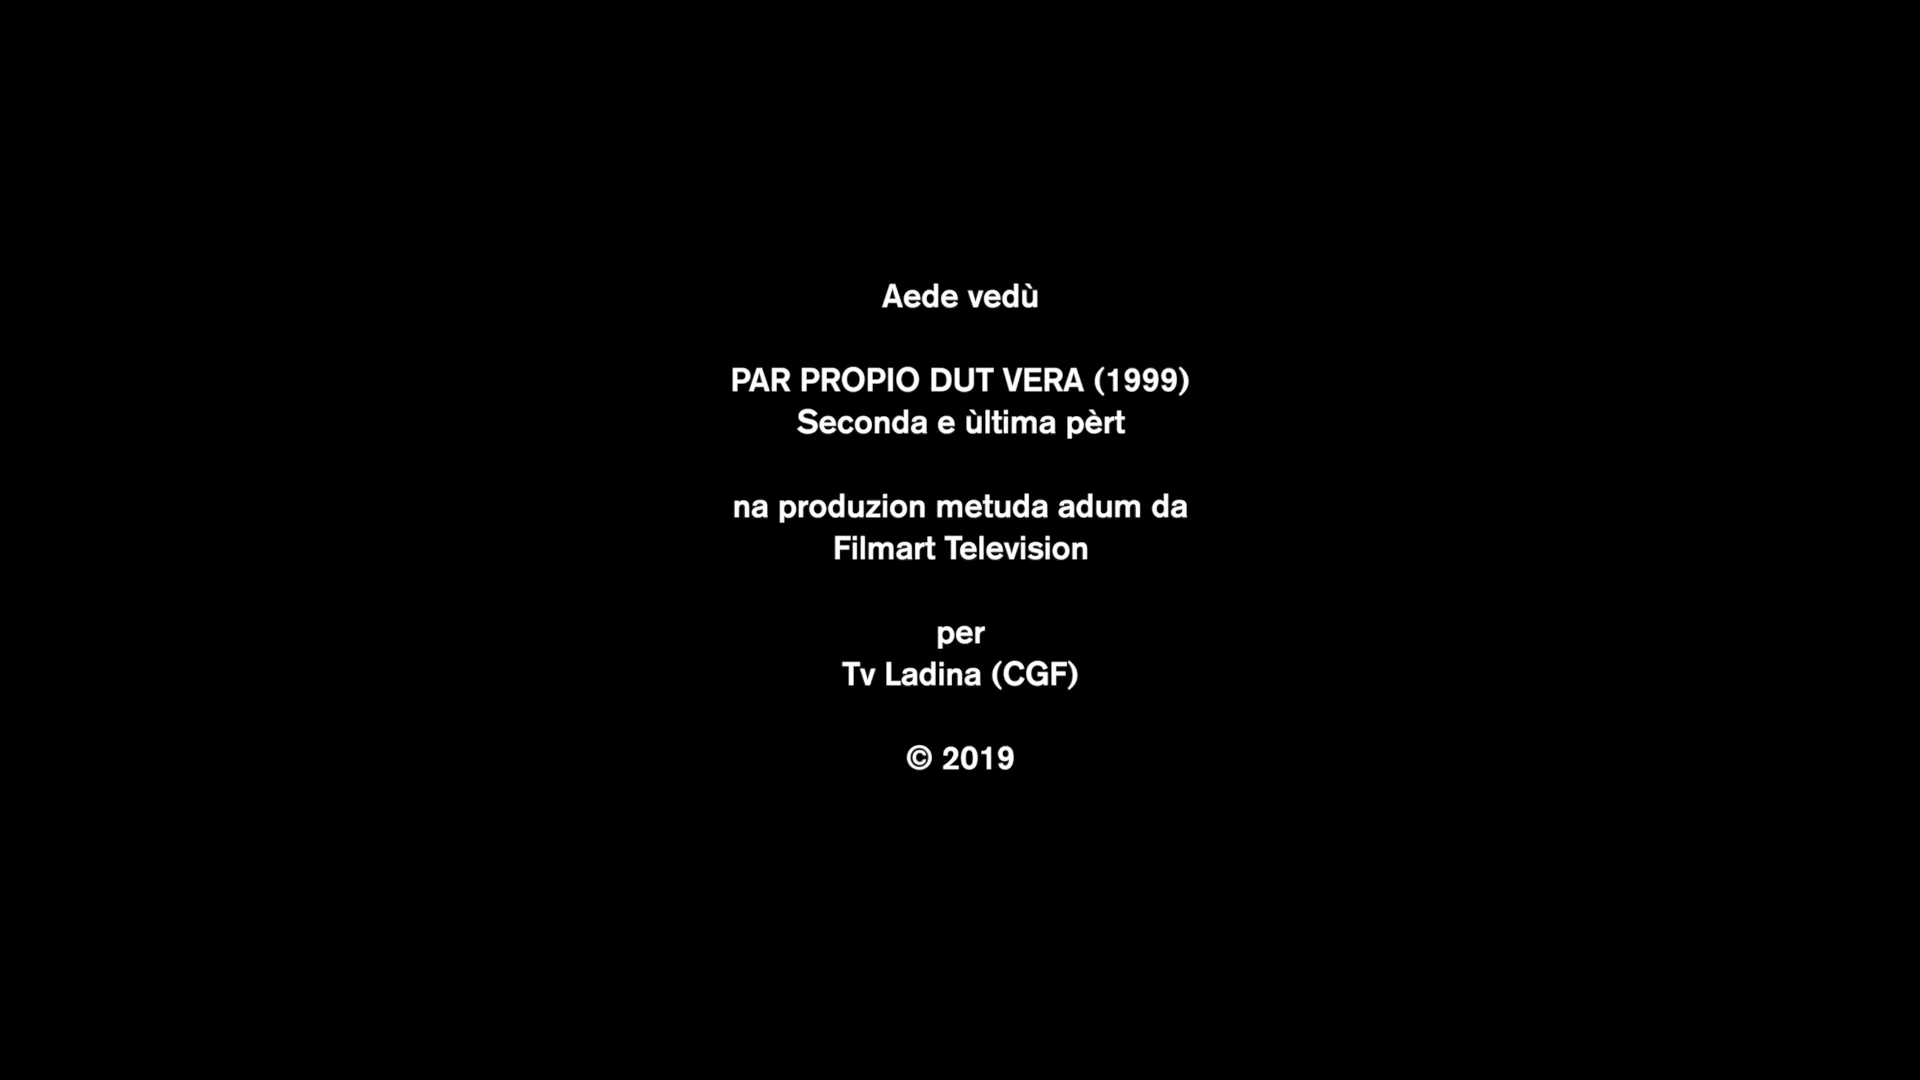 Aede vedù
PAR PROPIO DUT VERA (1999)
Seconda e ùltima pèrt
na produzion metuda adum da
Filmart Television
per
Tv Ladina (CGF)
© 2019